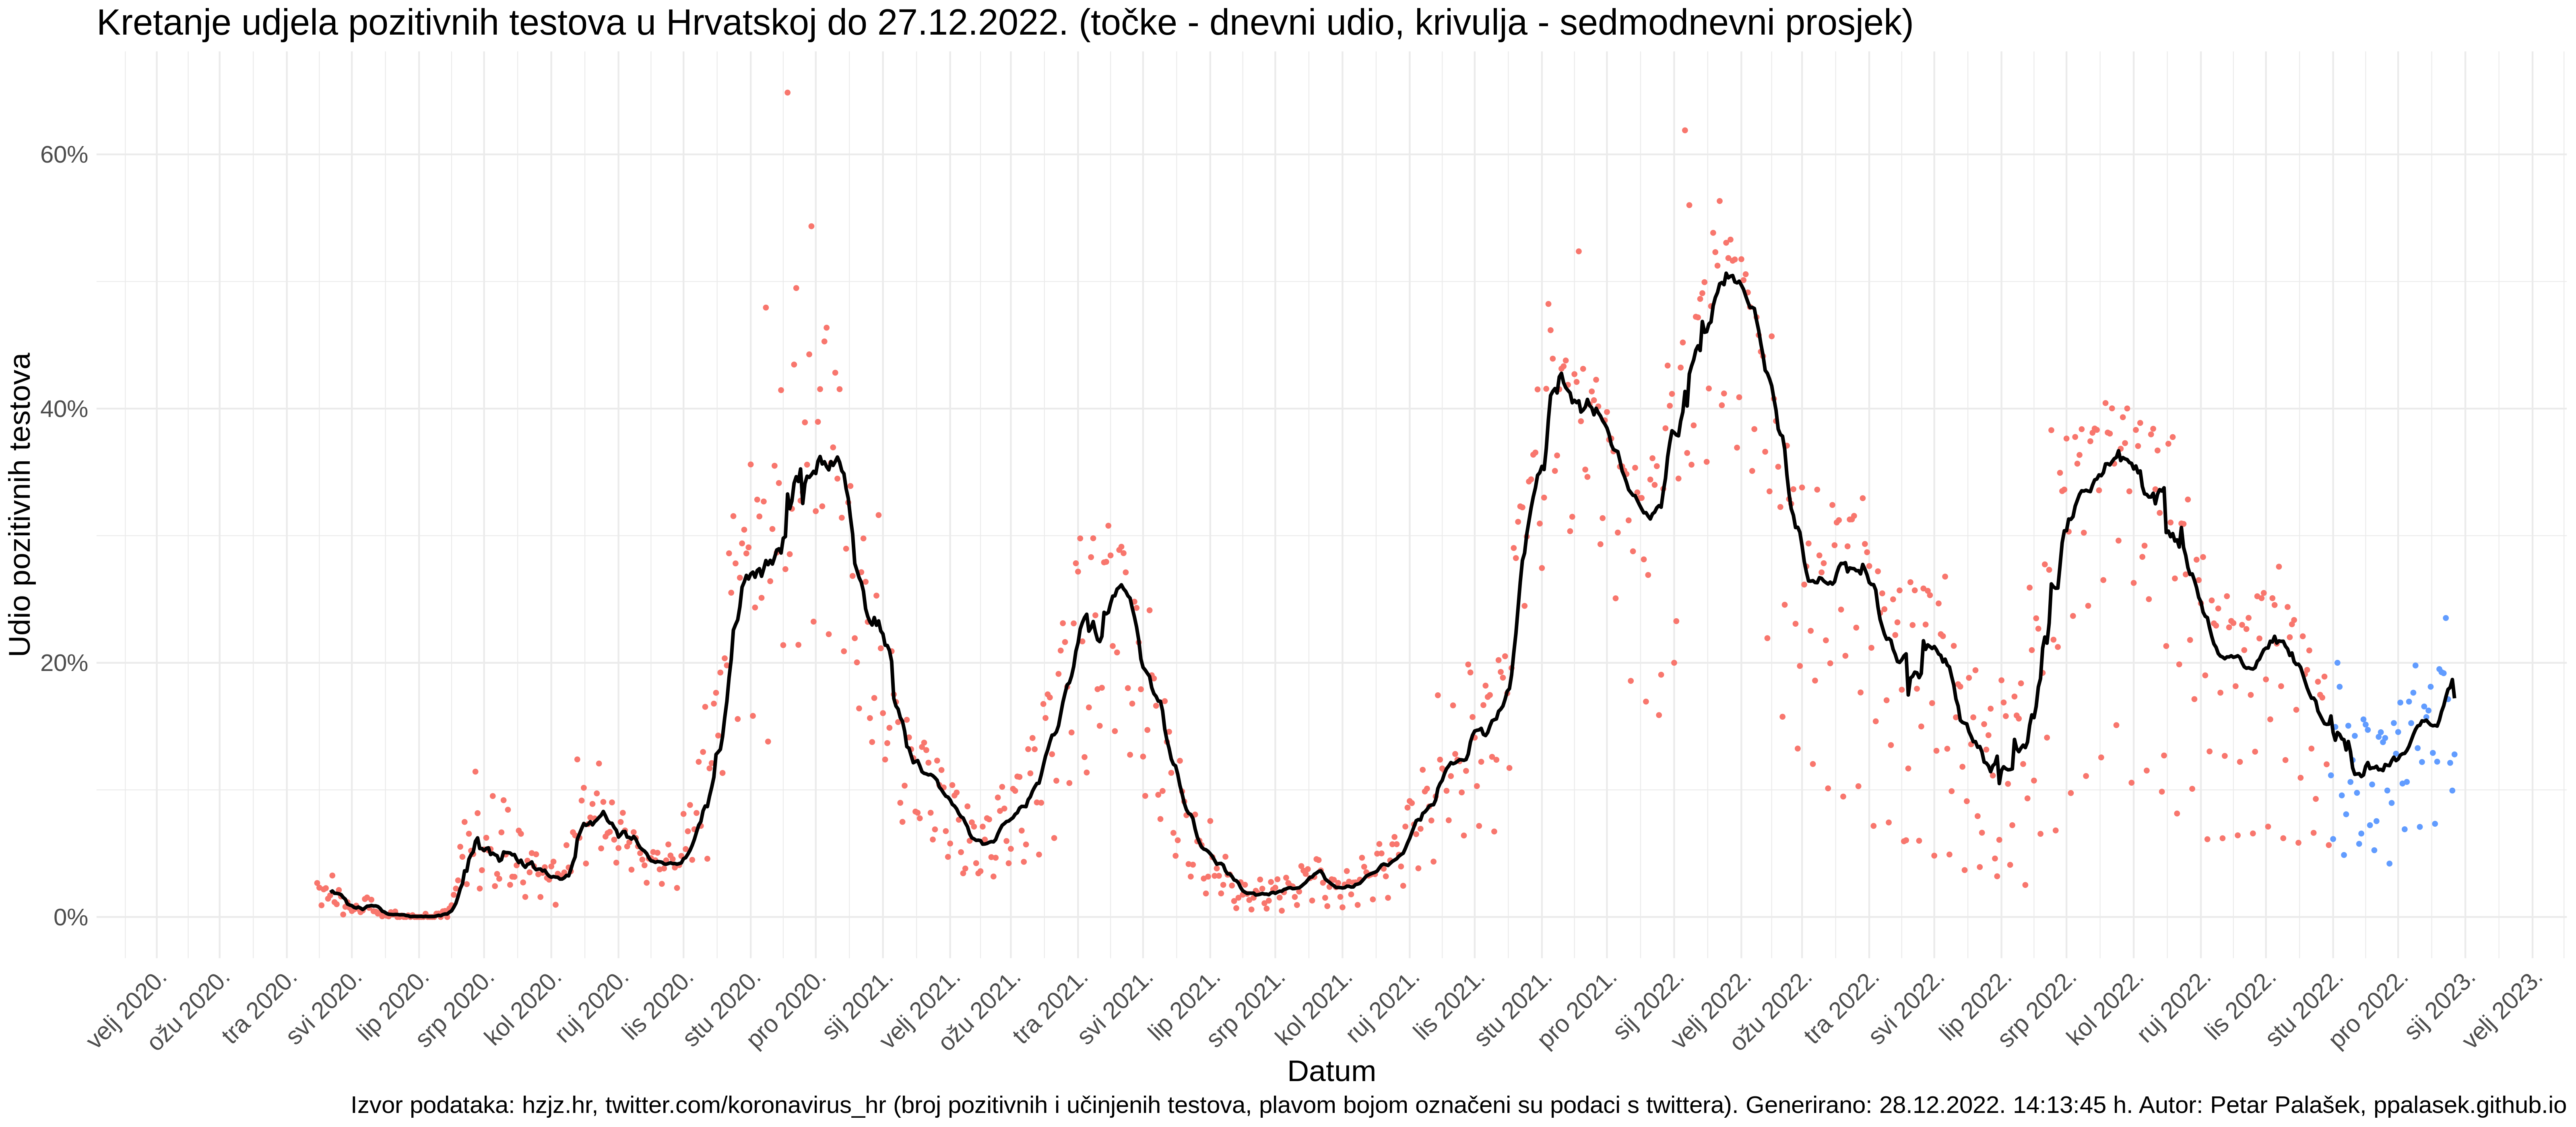 Kretanje udjela pozitivnih testova u Hrvatskoj do 27.12.2022. (točke - dnevni udio, krivulja - sedmodnevni prosjek)
Udio pozitivnih testova
60%
40%
20%
0%
velj 2020.
ožu 2020.
tra 2020.
svi 2020.
lip 2020.
srp 2020.
kol 2020.
ruj 2020.
lis 2020.
stu 2020.
pro 2020.
sij 2021.
velj 2021.
ožu 2021.
tra 2021.
svi 2021.
lip 2021.
srp 2021.
kol 2021.
ruj 2021.
lis 2021.
stu 2021.
pro 2021.
sij 2022.
velj 2022.
ožu 2022.
tra 2022.
svi 2022.
lip 2022.
srp 2022.
kol 2022.
ruj 2022.
lis 2022.
stu 2022.
pro 2022.
sij 2023.
velj 2023.
Datum
Izvor podataka: hzjz.hr, twitter.com/koronavirus_hr (broj pozitivnih i učinjenih testova, plavom bojom označeni su podaci s twittera). Generirano: 28.12.2022. 14:13:45 h. Autor: Petar Palašek, ppalasek.github.io